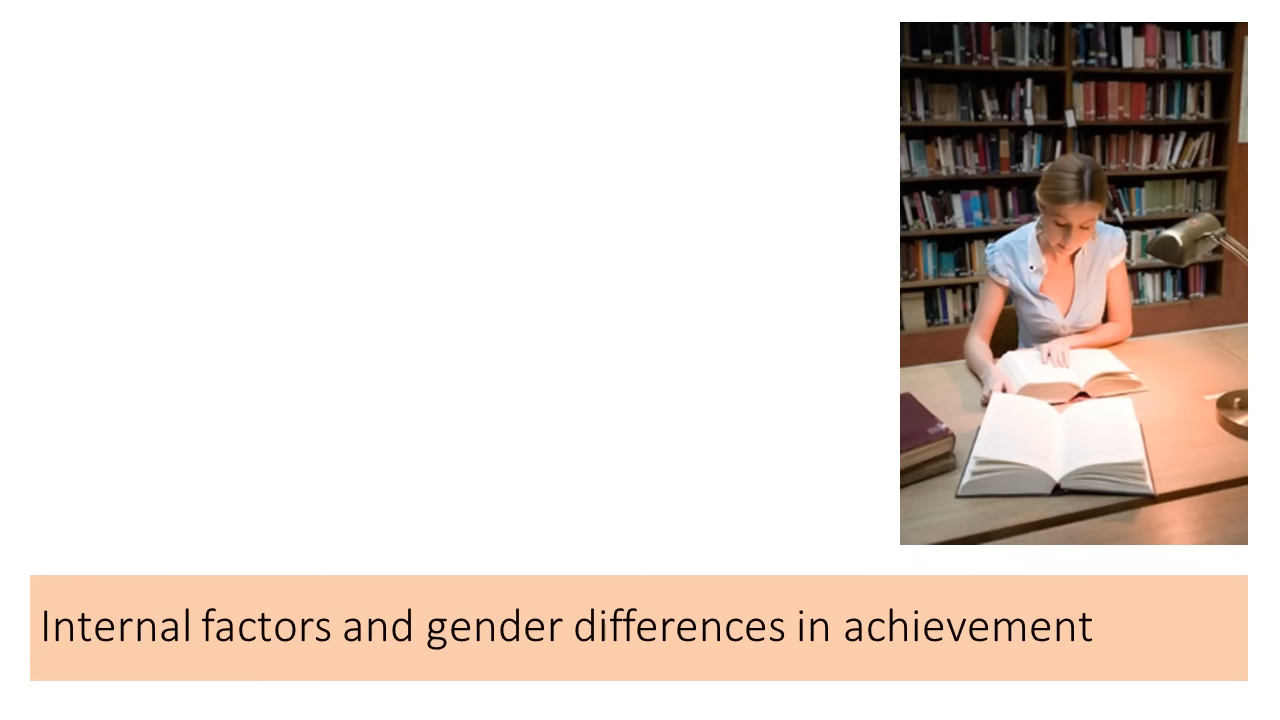 Internal factors and gender differences in achievement